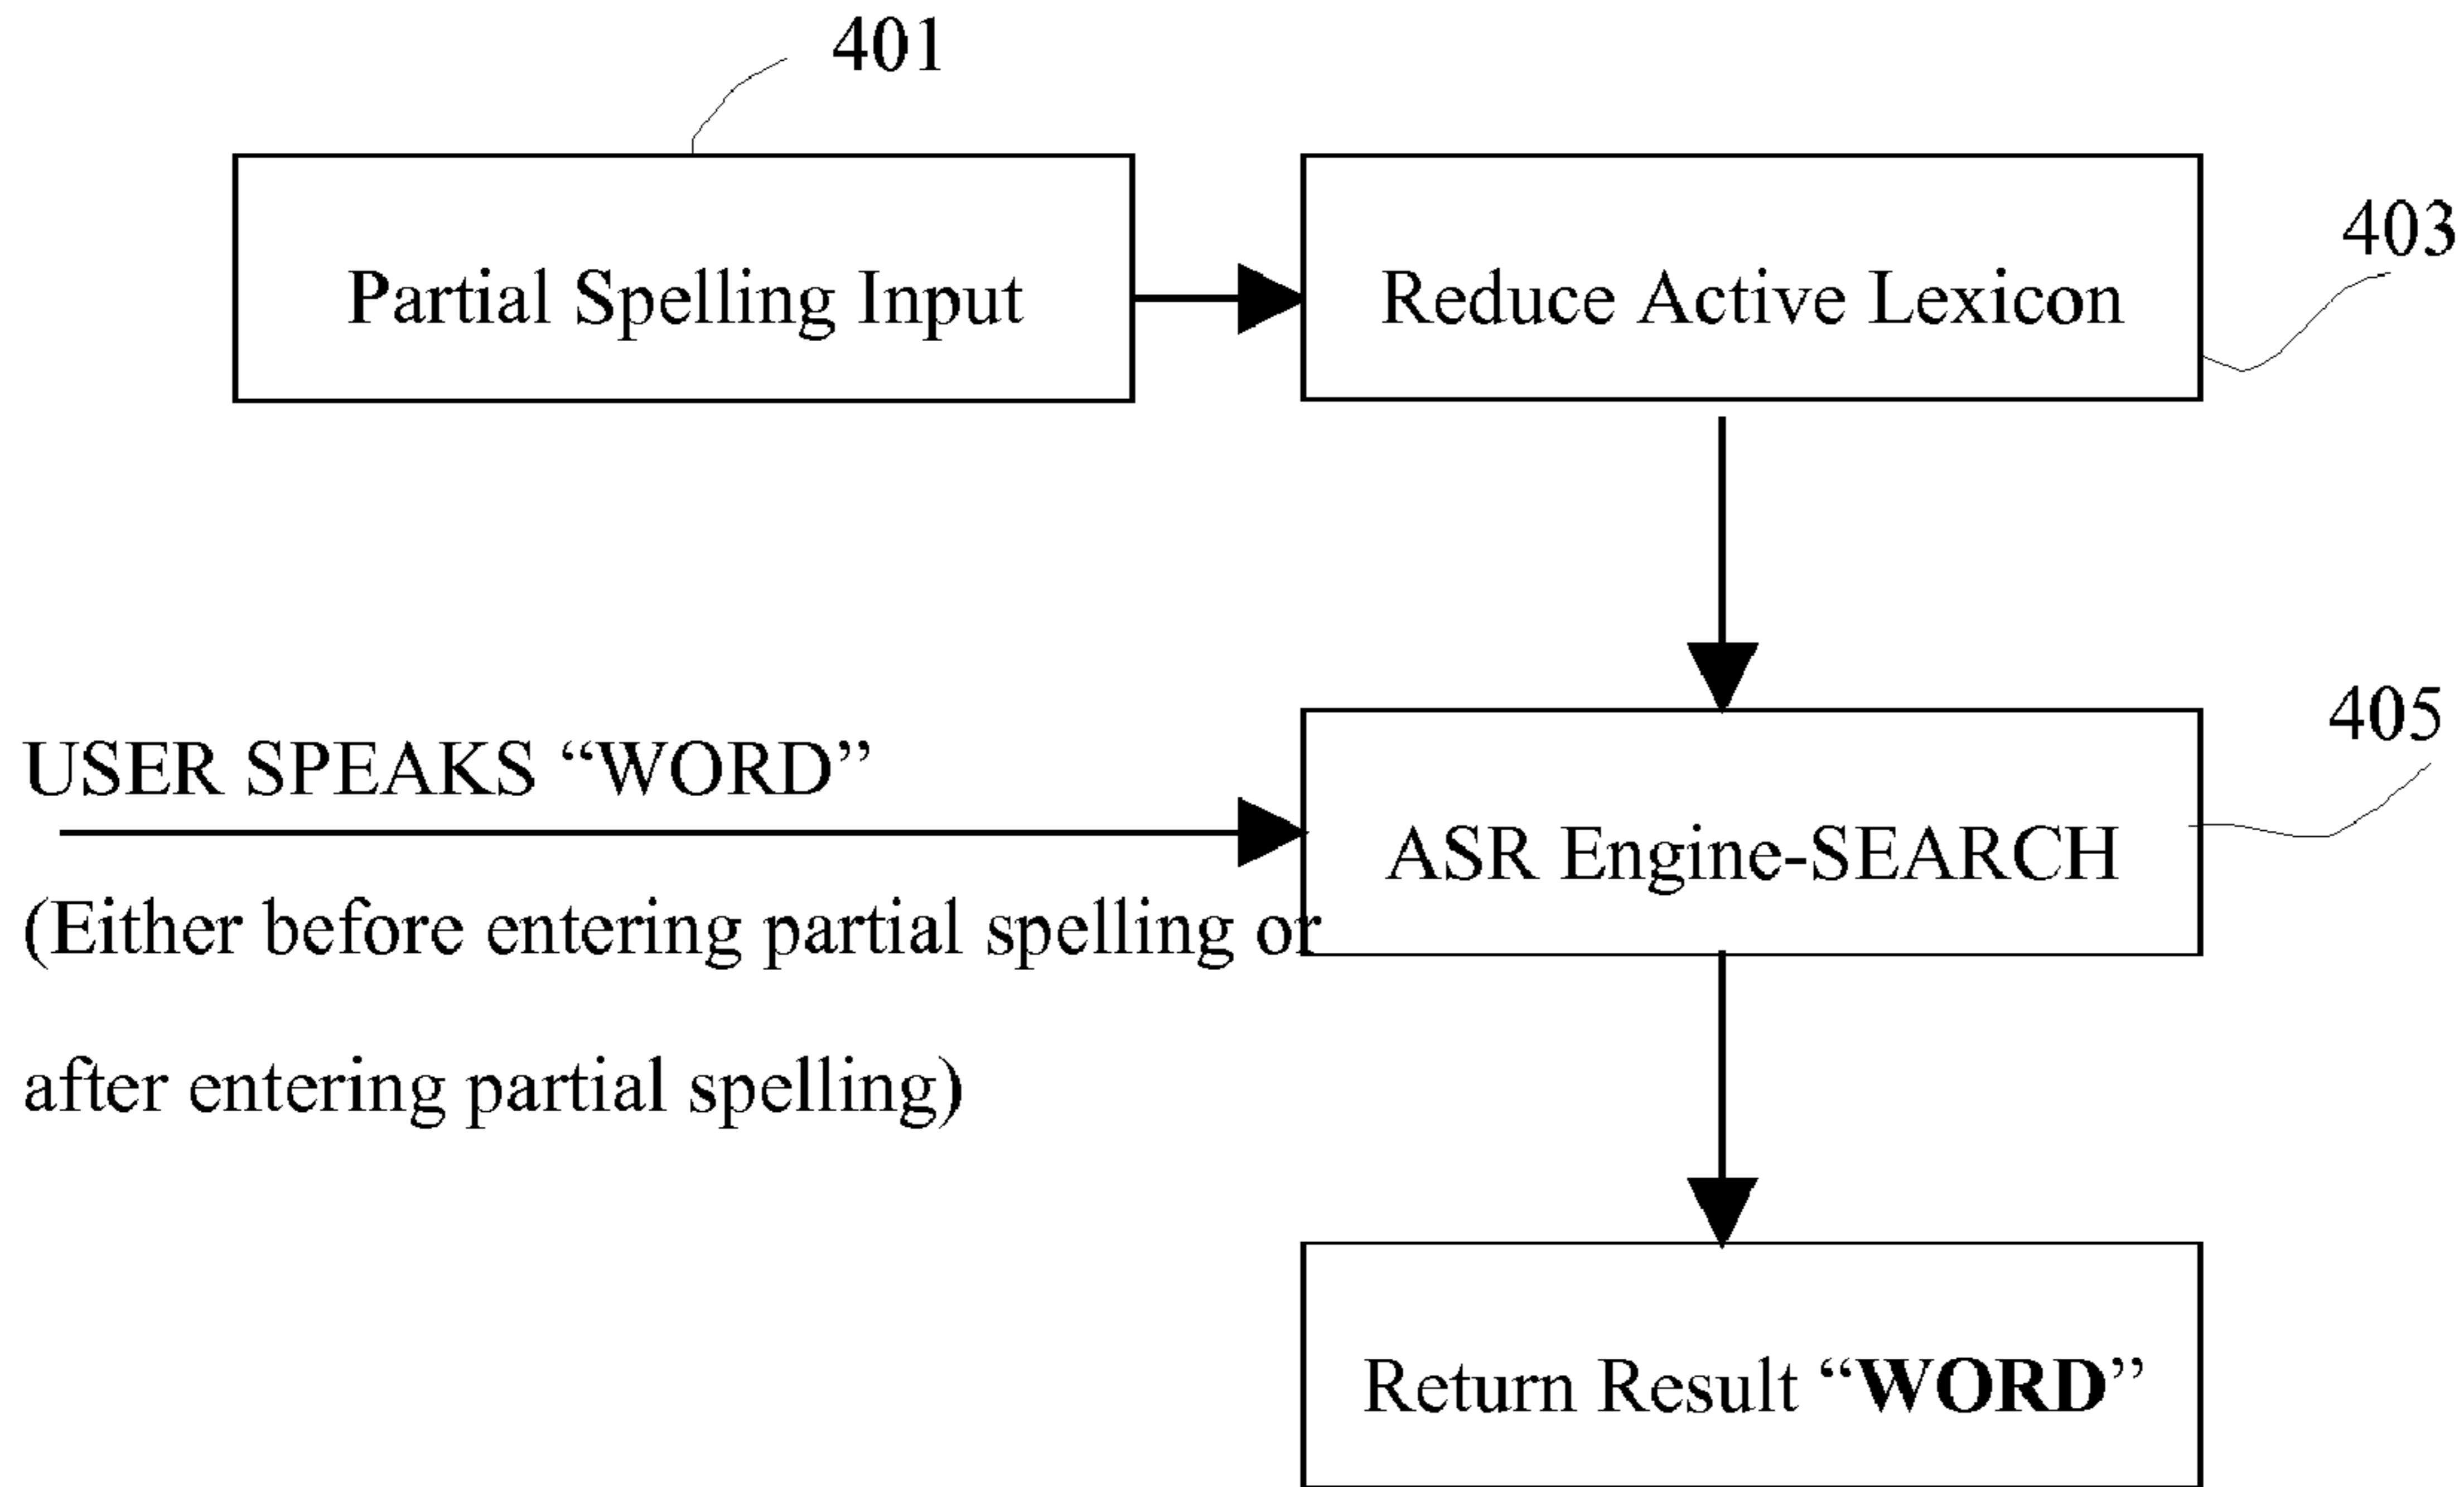 401
Partial Spelling Input
Reduce Active Lexicon
403
405
USER SPEAKS “WORD”
ASR Engine-SEARCH
(Either before entering partial spelling or
after entering partial spelling)
Return Result “WORD”